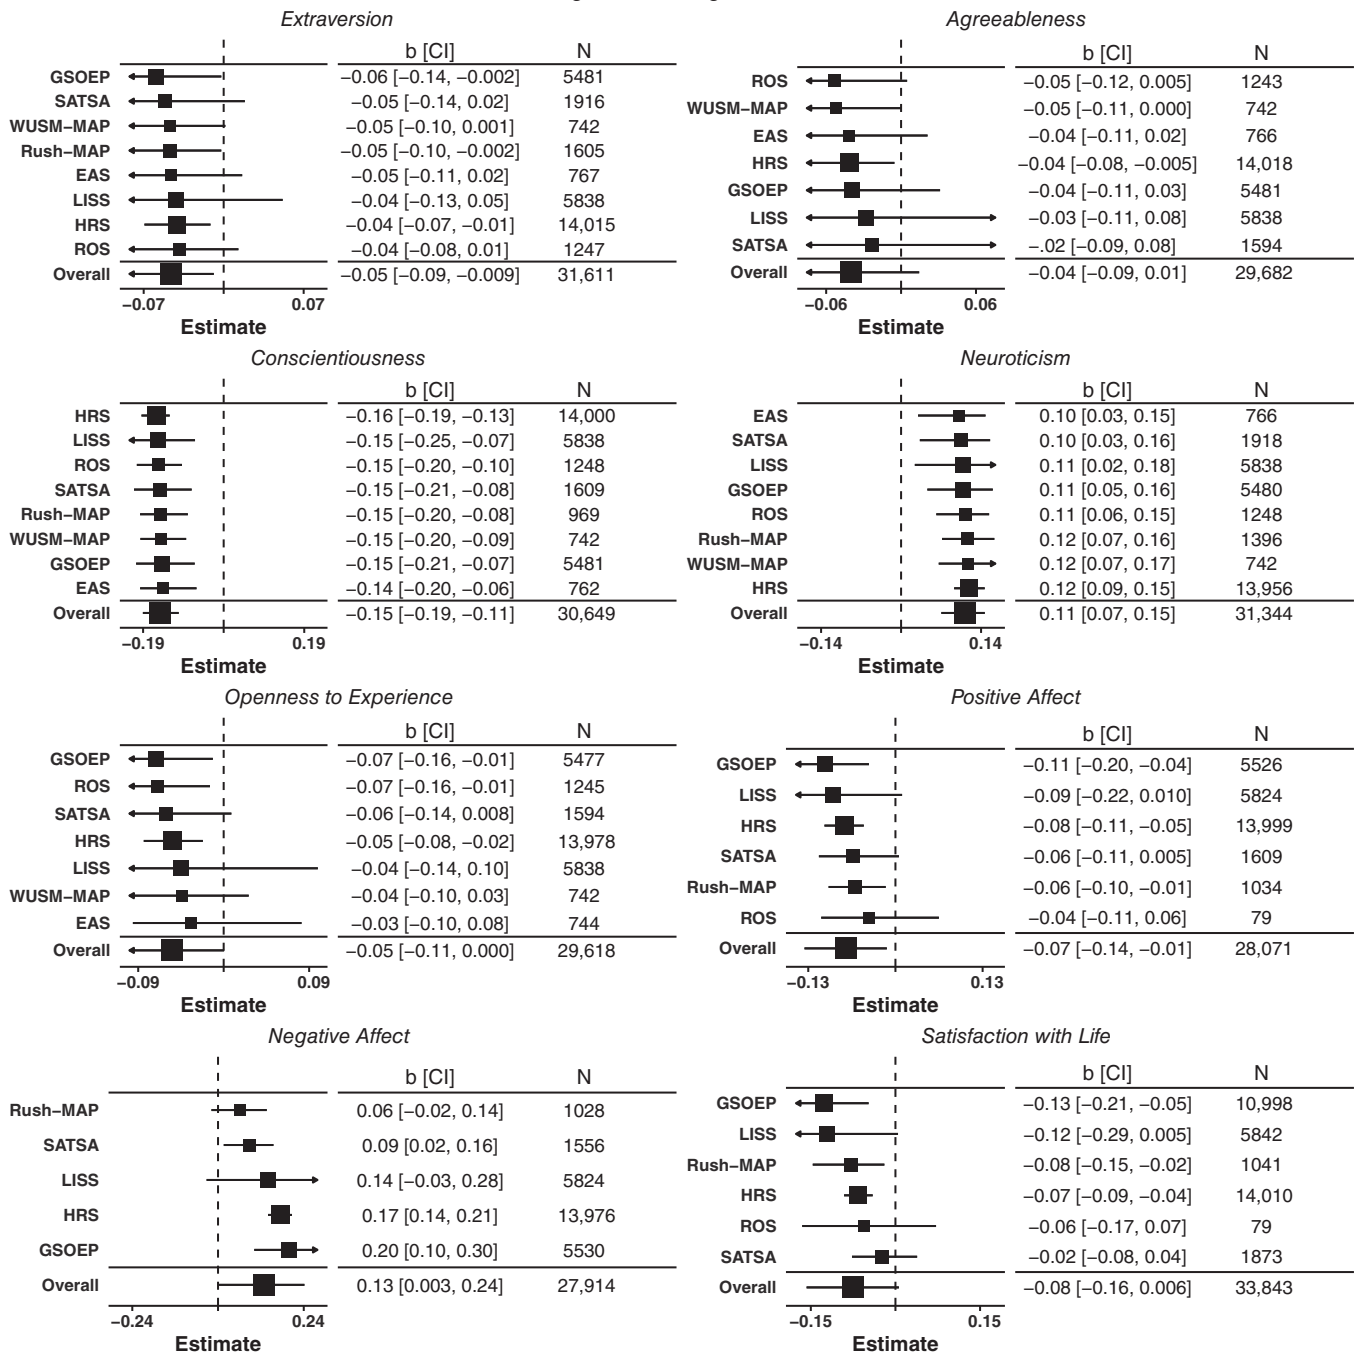 Extraversion
b [CI] N
GSOEP −0.06 [−0.14, −0.002] 5481
SATSA −0.05 [−0.14, 0.02] 1916
WUSM−MAP −0.05 [−0.10, 0.001] 742
Rush−MAP −0.05 [−0.10, −0.002] 1605
EAS −0.05 [−0.11, 0.02] 767
LISS −0.04 [−0.13, 0.05] 5838
HRS −0.04 [−0.07, −0.01] 14,015
ROS −0.04 [−0.08, 0.01] 1247
Overall −0.05 [−0.09, −0.009] 31,611
−0.07 0.07
Estimate
Agreeableness
b [CI] N
ROS −0.05 [−0.12, 0.005] 1243
WUSM−MAP −0.05 [−0.11, 0.000] 742
EAS −0.04 [−0.11, 0.02] 766
HRS −0.04 [−0.08, −0.005] 14,018
GSOEP −0.04 [−0.11, 0.03] 5481
LISS −0.03 [−0.11, 0.08] 5838
SATSA -.02 [−0.09, 0.08] 1594
Overall −0.04 [−0.09, 0.01] 29,682
−0.06 0.06
Estimate
Conscientiousness
b [CI] N
HRS −0.16 [−0.19, −0.13] 14,000
LISS −0.15 [−0.25, −0.07] 5838
ROS −0.15 [−0.20, −0.10] 1248
SATSA −0.15 [−0.21, −0.08] 1609
Rush−MAP −0.15 [−0.20, −0.08] 969
WUSM−MAP −0.15 [−0.20, −0.09] 742
GSOEP −0.15 [−0.21, −0.07] 5481
EAS −0.14 [−0.20, −0.06] 762
Overall −0.15 [−0.19, −0.11] 30,649
−0.19 0.19
Estimate
Neuroticism
b [CI] N
EAS 0.10 [0.03, 0.15] 766
SATSA 0.10 [0.03, 0.16] 1918
LISS 0.11 [0.02, 0.18] 5838
GSOEP 0.11 [0.05, 0.16] 5480
ROS 0.11 [0.06, 0.15] 1248
Rush−MAP 0.12 [0.07, 0.16] 1396
WUSM−MAP 0.12 [0.07, 0.17] 742
HRS 0.12 [0.09, 0.15] 13,956
Overall 0.11 [0.07, 0.15] 31,344
−0.14 0.14
Estimate
Openness to Experience
b [CI] N
GSOEP −0.07 [−0.16, −0.01] 5477
ROS −0.07 [−0.16, −0.01] 1245
SATSA −0.06 [−0.14, 0.008] 1594
HRS −0.05 [−0.08, −0.02] 13,978
LISS −0.04 [−0.14, 0.10] 5838
WUSM−MAP −0.04 [−0.10, 0.03] 742
EAS −0.03 [−0.10, 0.08] 744
Overall −0.05 [−0.11, 0.000] 29,618
−0.09 0.09
Estimate
Positive Affect
b [CI] N
GSOEP −0.11 [−0.20, −0.04] 5526
LISS −0.09 [−0.22, 0.010] 5824
HRS −0.08 [−0.11, −0.05] 13,999
SATSA −0.06 [−0.11, 0.005] 1609
Rush−MAP −0.06 [−0.10, −0.01] 1034
ROS −0.04 [−0.11, 0.06] 79
Overall −0.07 [−0.14, −0.01] 28,071
−0.13 0.13
Estimate
Negative Affect
b [CI] N
Rush−MAP 0.06 [−0.02, 0.14] 1028
SATSA 0.09 [0.02, 0.16] 1556
LISS 0.14 [−0.03, 0.28] 5824
HRS 0.17 [0.14, 0.21] 13,976
GSOEP 0.20 [0.10, 0.30] 5530
Overall 0.13 [0.003, 0.24] 27,914
−0.24 0.24
Estimate
Satisfaction with Life
b [CI] N
GSOEP −0.13 [−0.21, −0.05] 10,998
LISS −0.12 [−0.29, 0.005] 5842
Rush−MAP −0.08 [−0.15, −0.02] 1041
HRS −0.07 [−0.09, −0.04] 14,010
ROS −0.06 [−0.17, 0.07] 79
SATSA −0.02 [−0.08, 0.04] 1873
Overall −0.08 [−0.16, 0.006] 33,843
−0.15 0.15
Estimate